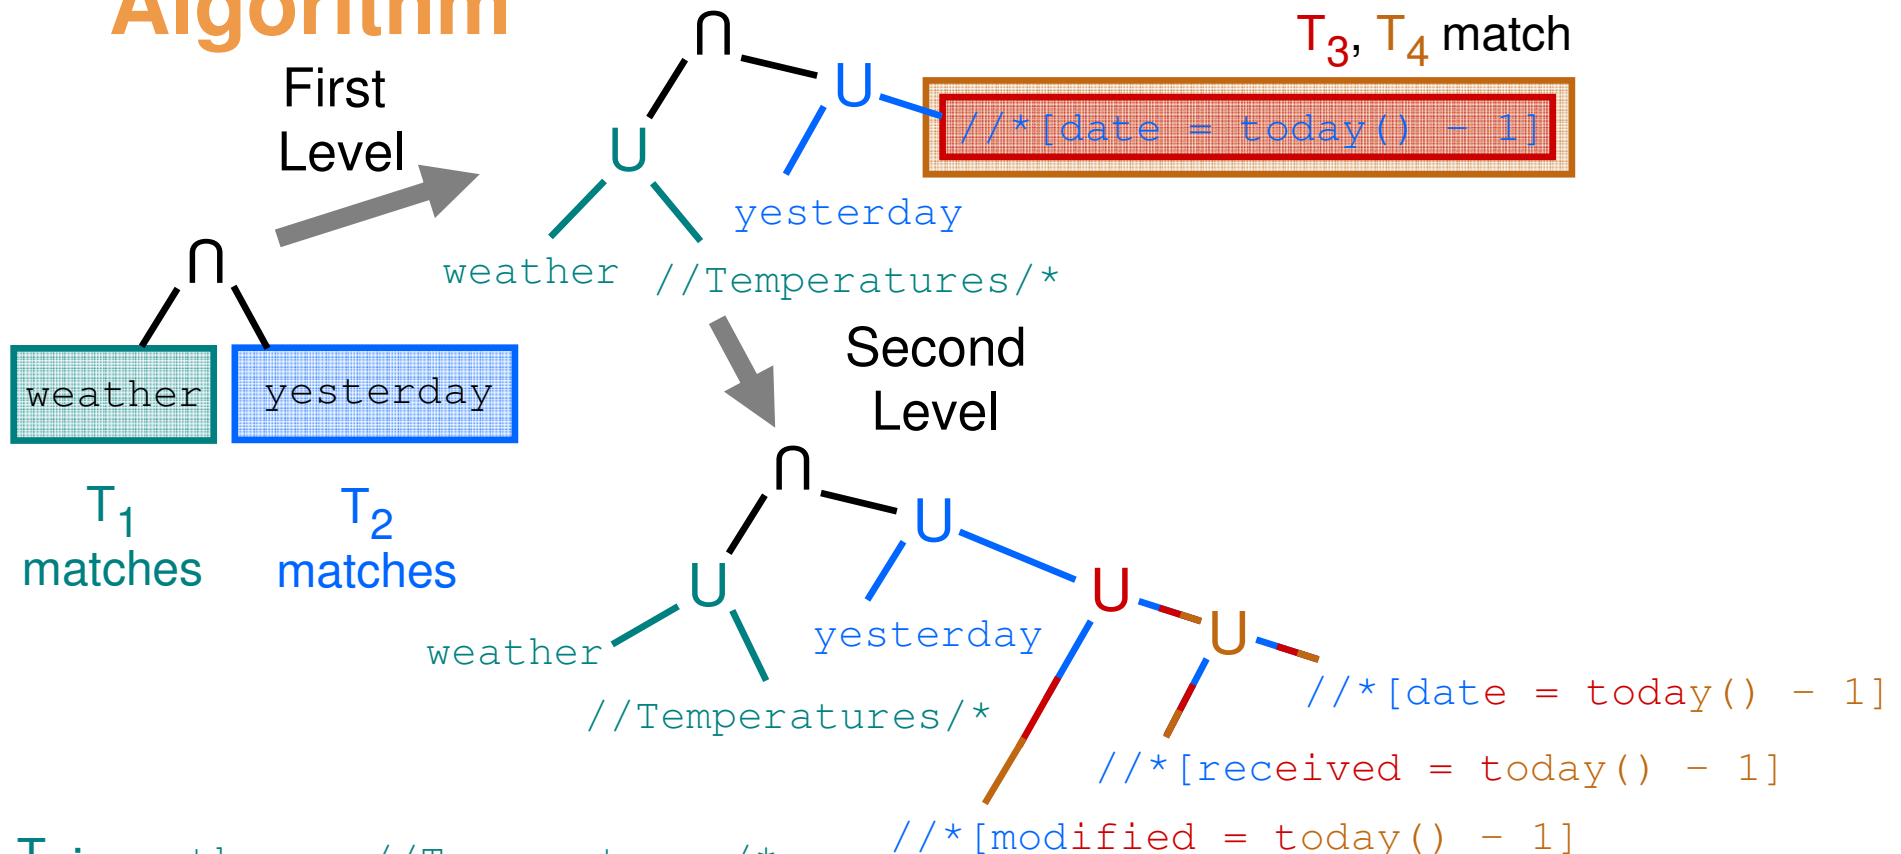 Algorithm
First
Level
∩
∪
T3, T4 match
//*[date = today() - 1]
∪
yesterday
weather
//Temperatures/*
∩
weather
yesterday
T1
matches
T2
matches
Second
Level
∩
∪
∪
∪
∪
weather
yesterday
//Temperatures/*
//*[date = today() - 1]
//*[received = today() - 1]
//*[modified = today() - 1]